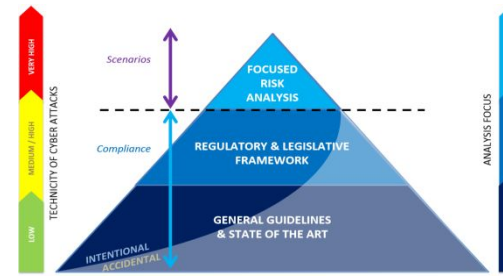 VERY HIGH
MEDIUM / HIGH
LOW
TECHNICITY OF CYBER ATTACKS
Scenarios
Compliance
FOCUSED
RISK
ANALYSIS
REGULATORY & LEGISLATIVE
FRAMEWORK
GENERAL GUIDELINES
& STATE OF THE ART
INTENTIONAL
ACCIDENTAL
ANALYSIS FOCUS